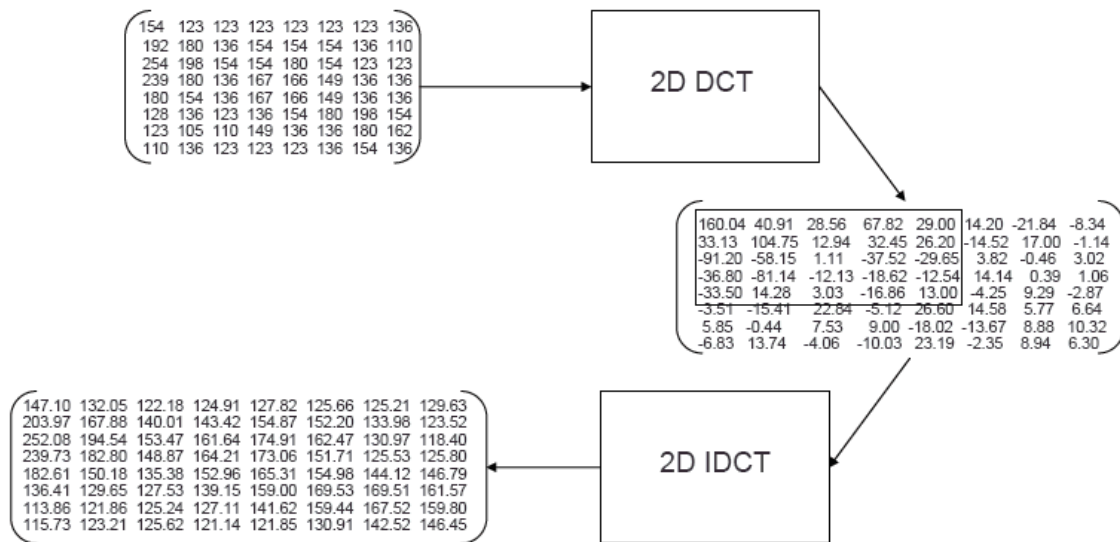 154 123 123 123 123 123 123 136
192 180 136 154 154 154 136 110
254 198 154 154 180 154 123 123
239 180 136 167 166 149 136 136
180 154 136 167 166 149 136 136
128 136 123 136 154 180 198 154
123 105 110 149 136 136 180 162
110 136 123 123 123 136 154 136
2D DCT
160.04 40.91 28.56 67.82 29.00 14.20 -21.84 -8.34
33.13 104.75 12.94 32.45 26.20 -14.52 17.00 -1.14
-91.20 -58.15 1.11 -37.52 -29.65 3.82 -0.46 3.02
-36.80 -81.14 -12.13 -18.62 -12.54 14.14 0.39 1.06
-33.50 14.28 3.03 -16.86 13.00 -4.25 9.29 -2.87
-3.51 -15.41 22.84 -5.12 26.60 14.58 5.77 6.64
5.85 -0.44 7.53 9.00 -18.02 -13.67 8.88 10.32
-6.83 13.74 -4.06 -10.03 23.19 -2.35 8.94 6.30
147.10 132.05 122.18 124.91 127.82 125.66 125.21 129.63
203.97 167.88 140.01 143.42 154.87 152.20 133.98 123.52
252.08 194.54 153.47 161.64 174.91 162.47 130.97 118.40
239.73 182.80 148.87 164.21 173.06 151.71 125.53 125.80
182.61 150.18 135.38 152.96 165.31 154.98 144.12 146.79
136.41 129.65 127.53 139.15 159.00 169.53 169.51 161.57
113.86 121.86 125.24 127.11 141.62 159.44 167.52 159.80
115.73 123.21 125.62 121.14 121.85 130.91 142.52 146.45
2D IDCT